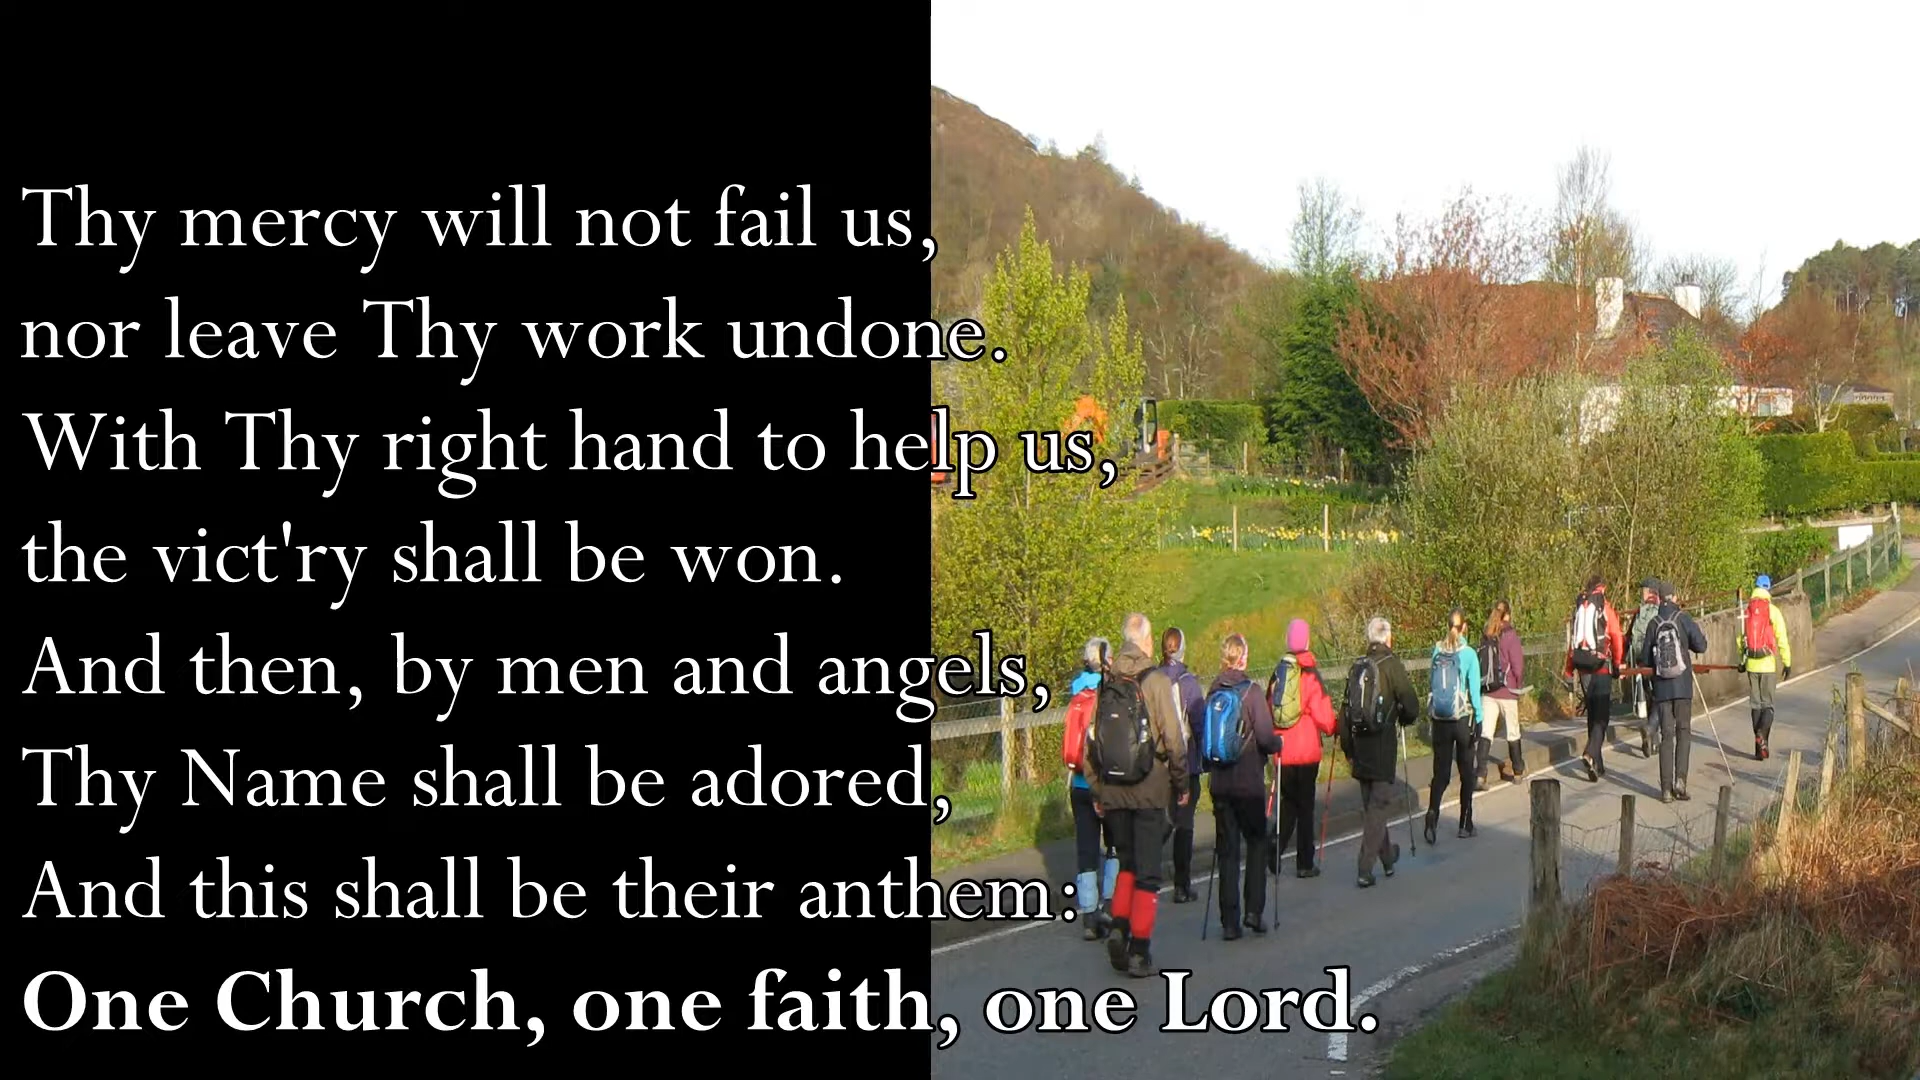 Thy mercy will not fail us,
nor leave Thy work undone.
With Thy right hand to help us,
the vict'ry shall be won.
And then, by men and angels,
Thy Name shall be adored,
And this shall be their anthem:
One Church, one faith, one Lord.